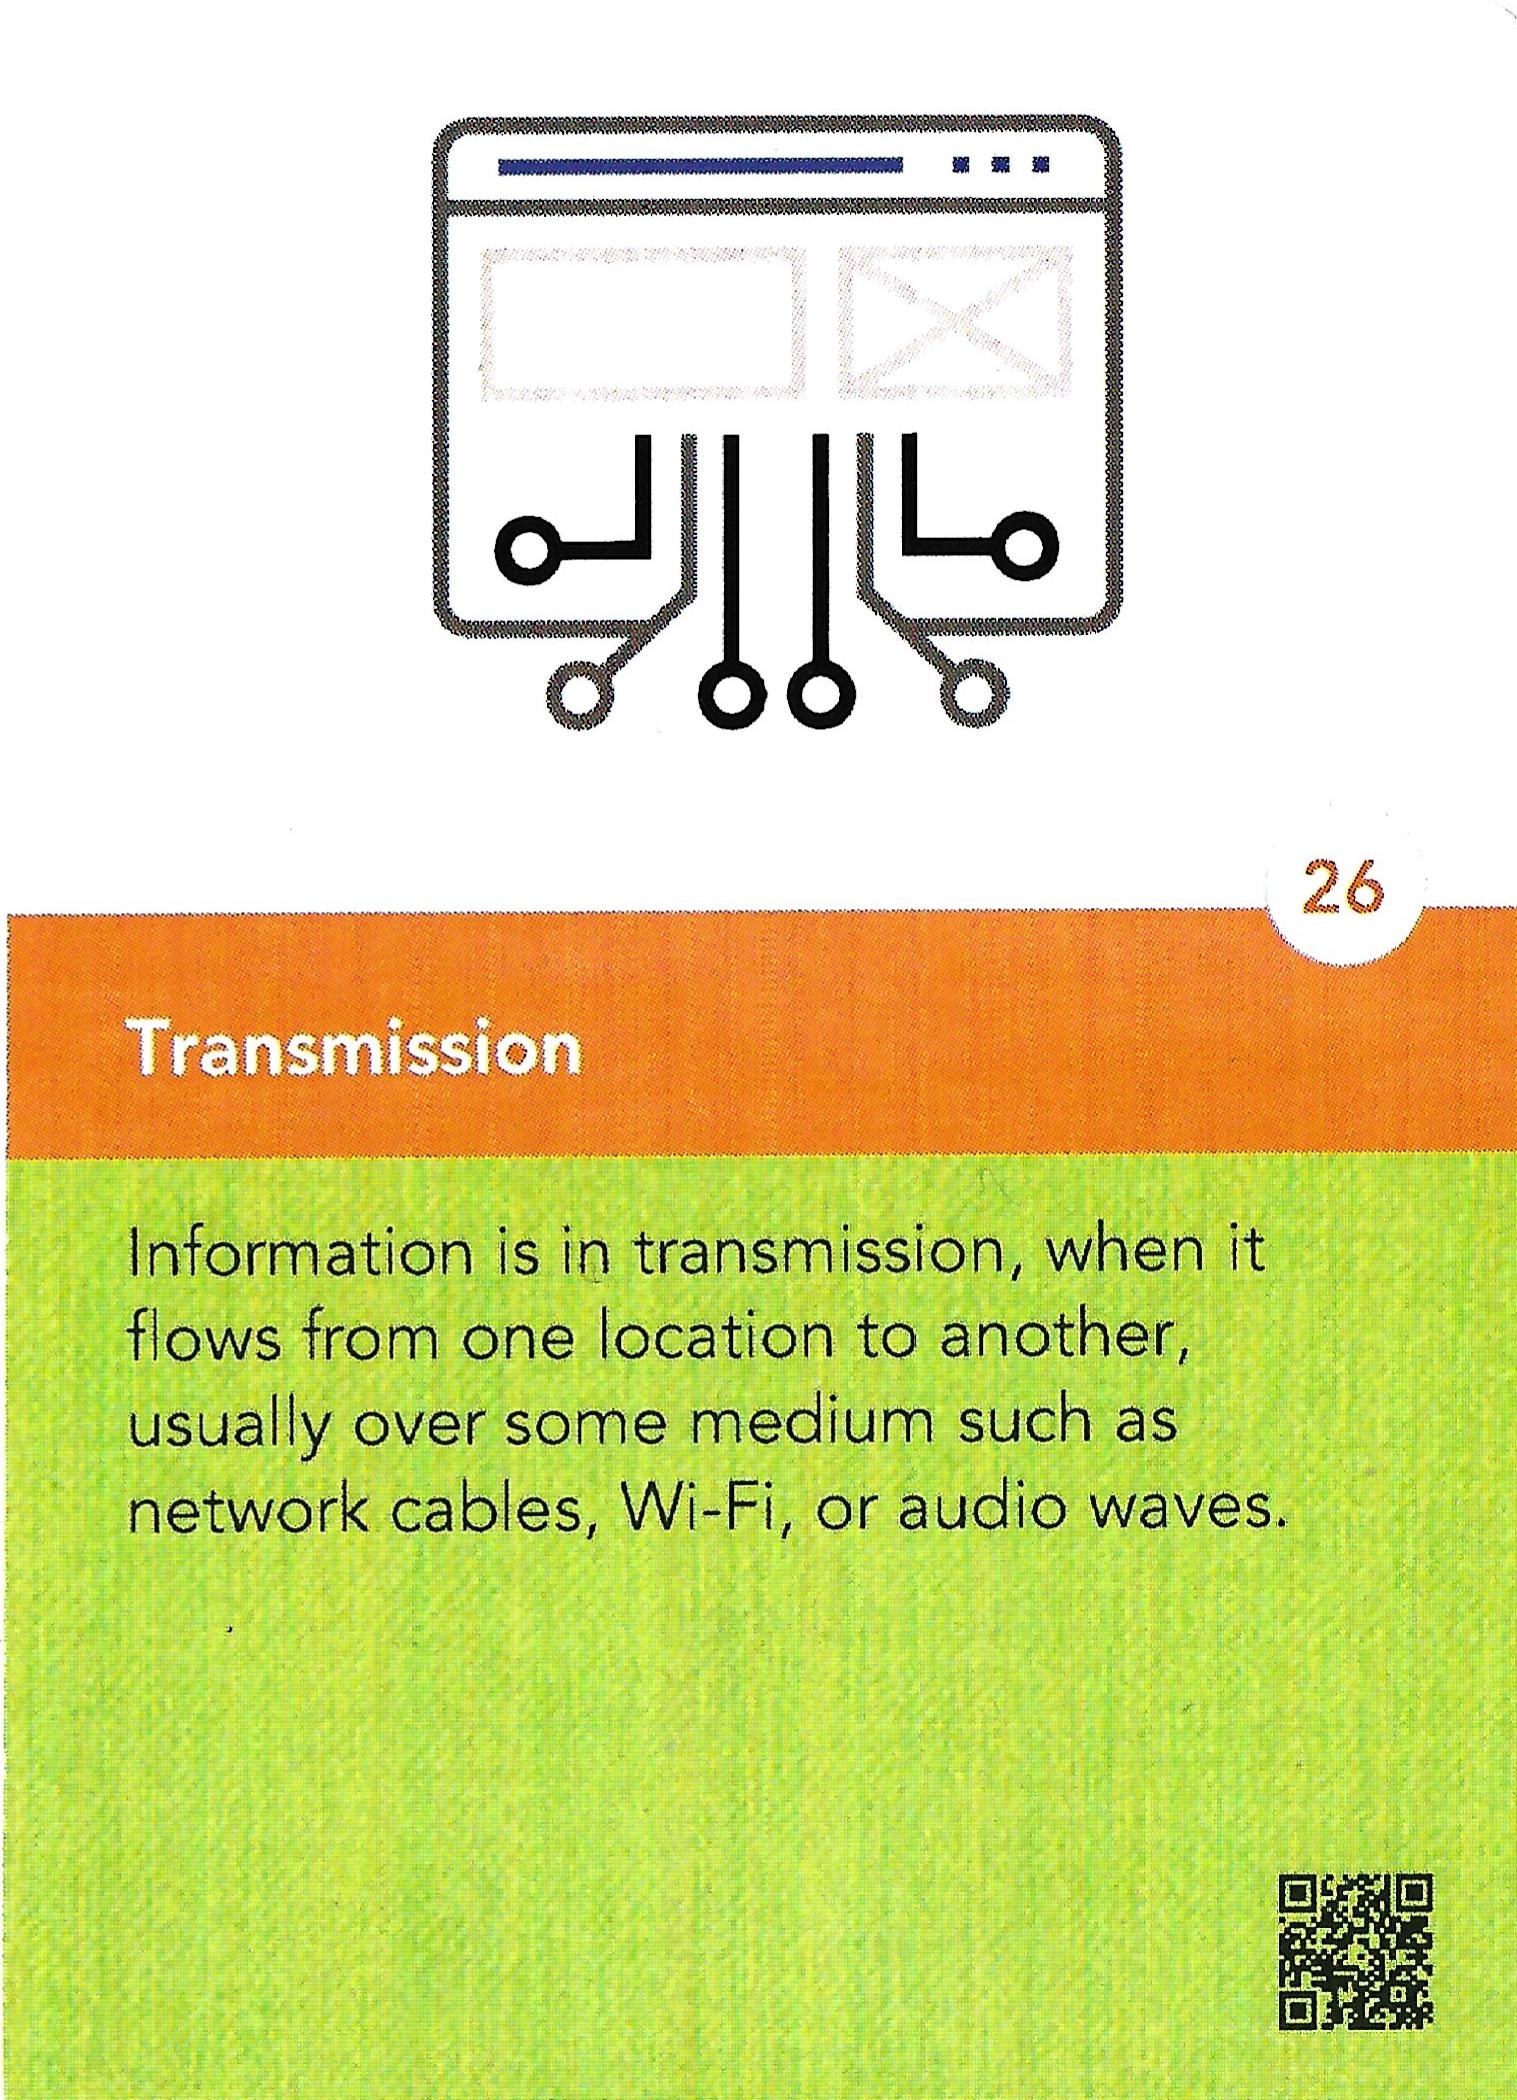 26
Transmission
Information is in transmission, when it
flows from one location to another,
usually over some medium such as
network cables, Wi-Fi, or audio waves.